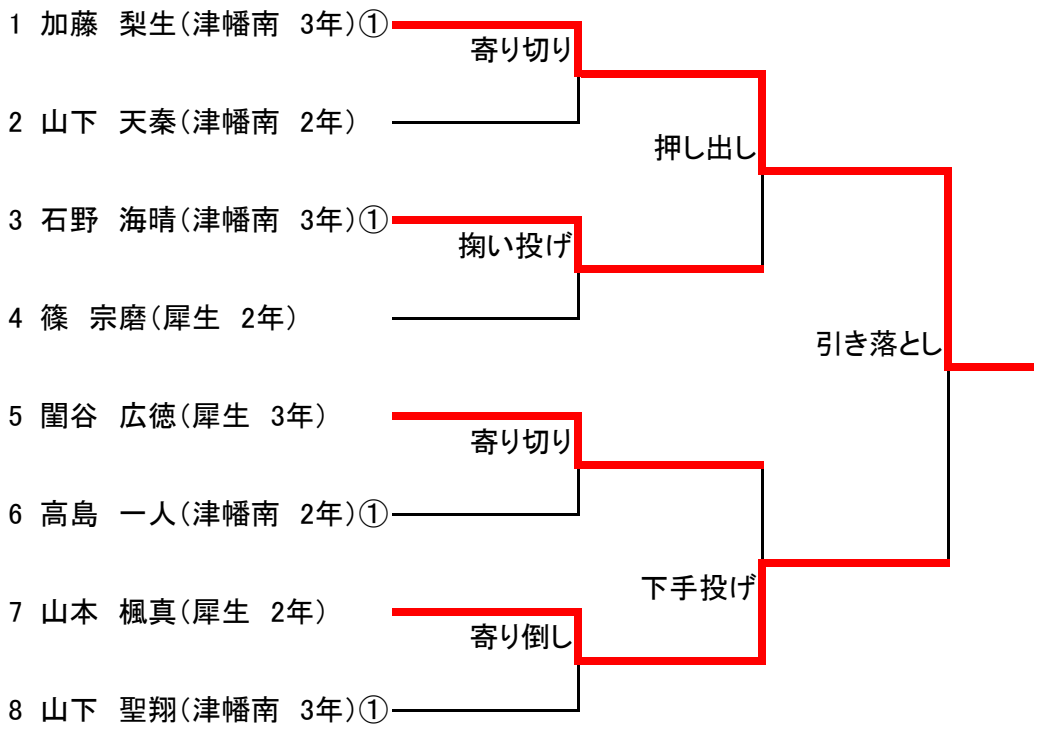 1 加藤 梨生(津幡南 3年)①
寄り切り
2 山下 天秦(津幡南 2年)
押し出し
3 石野 海晴(津幡南 3年)①
掬い投げ
4 篠 宗磨(犀生 2年)
引き落とし
5 閨谷 広徳(犀生 3年)
寄り切り
6 高島 一人(津幡南 2年)①
下手投げ
7 山本 楓真(犀生 2年)
寄り倒し
8 山下 聖翔(津幡南 3年)①